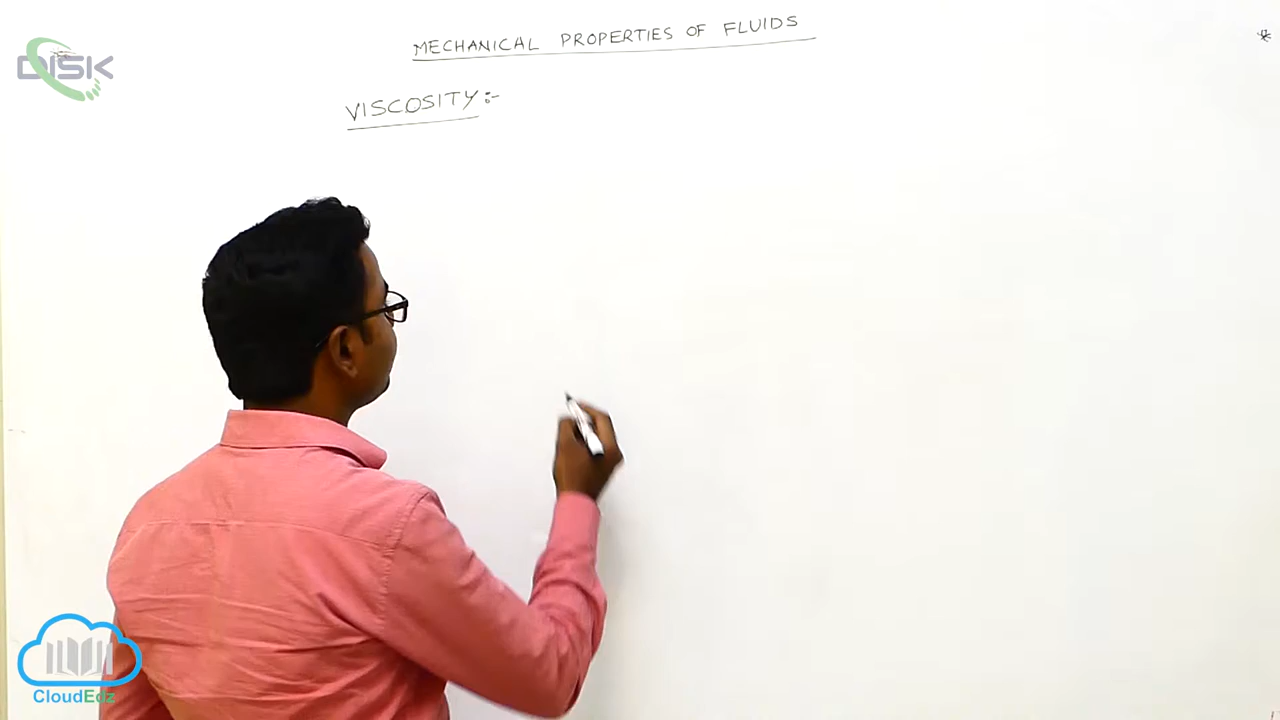 MECHANICAL PROPERTIES OF FLUIDS
*
DISK
VISCOSITY:-
CloudEdz